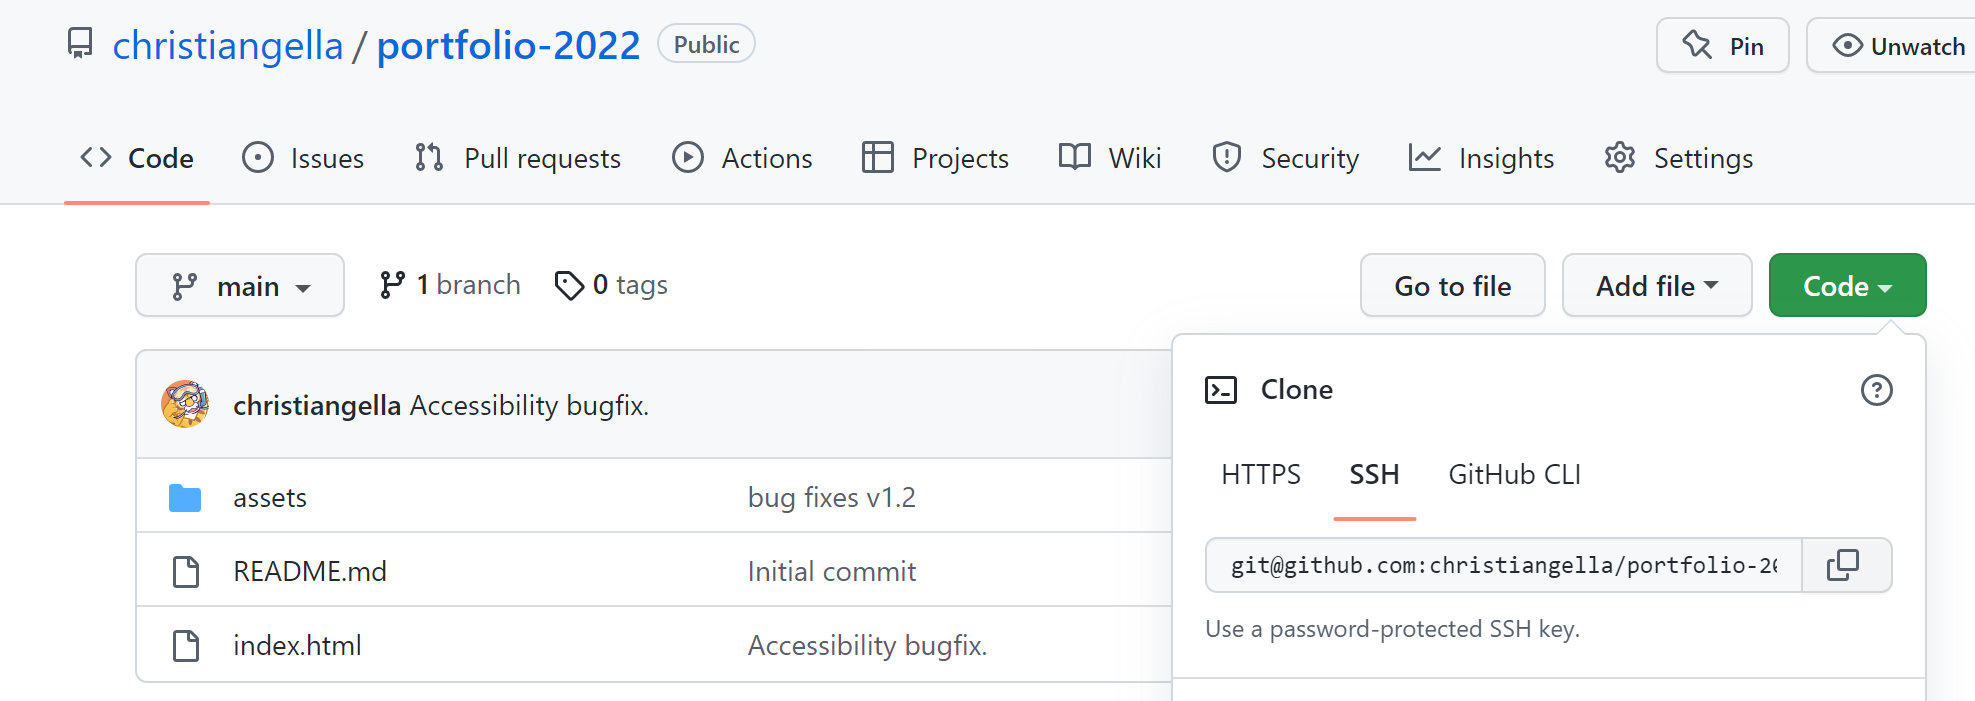 christiangella / portfolio-2022 Public Pin Unwatch
Code Issues Pull requests Actions Projects Wiki Security Insights Settings
main 1 branch 0 tags Go to file Add file Code
christiangella Accessibility bugfix.
assets bug fixes v1.2
README.md Initial commit
index.html Accessibility bugfix.
Clone
HTTPS SSH GitHub CLI
git@github.com:christiangella/portfolio-20
Use a password-protected SSH key.